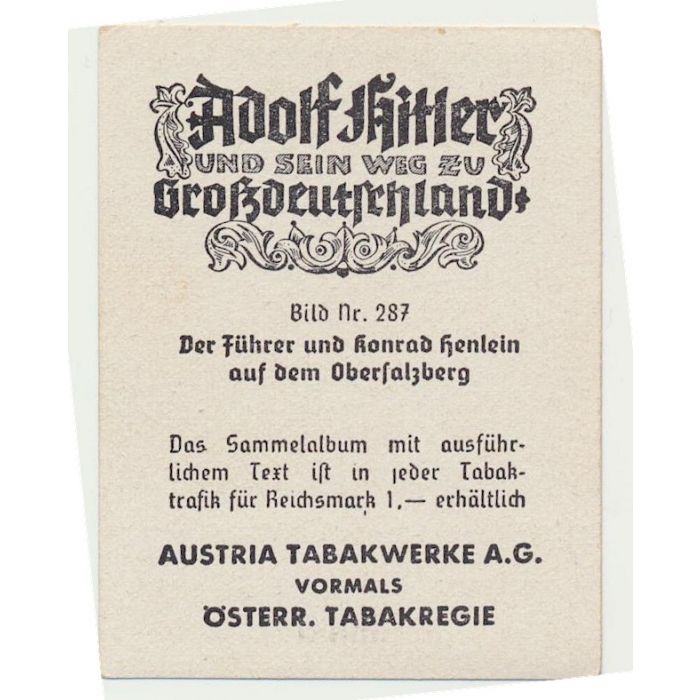 Adolf Hitler
UND SEIN WEG ZU
Großdeutschland
Bild Nr. 287
Der Führer und Konrad Henlein
auf dem Obersalzberg
Das Sammelalbum mit ausführ-
lichem Text ist in jeder Tabak-
trafik für Reichsmark 1,— erhältlich
AUSTRIA TABAKWERKE A.G.
VORMALS
ÖSTERR. TABAKREGIE